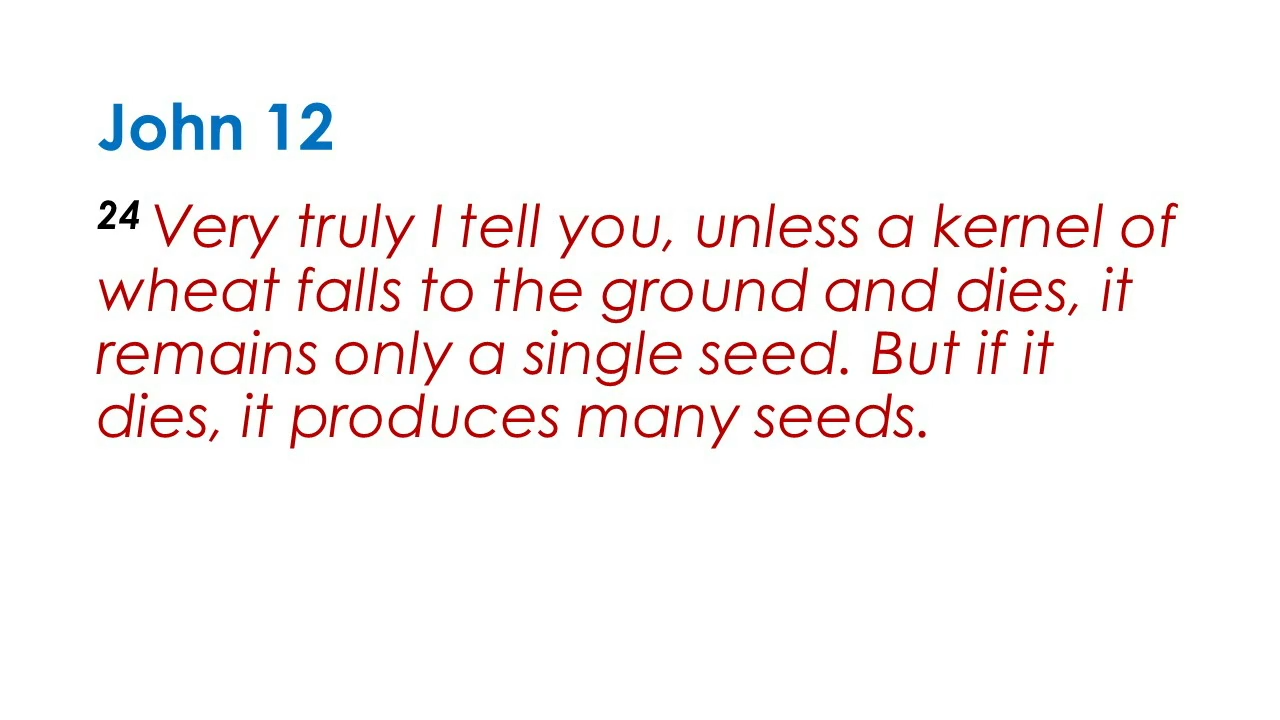 John 12
24 Very truly I tell you, unless a kernel of
wheat falls to the ground and dies, it
remains only a single seed. But if it
dies, it produces many seeds.